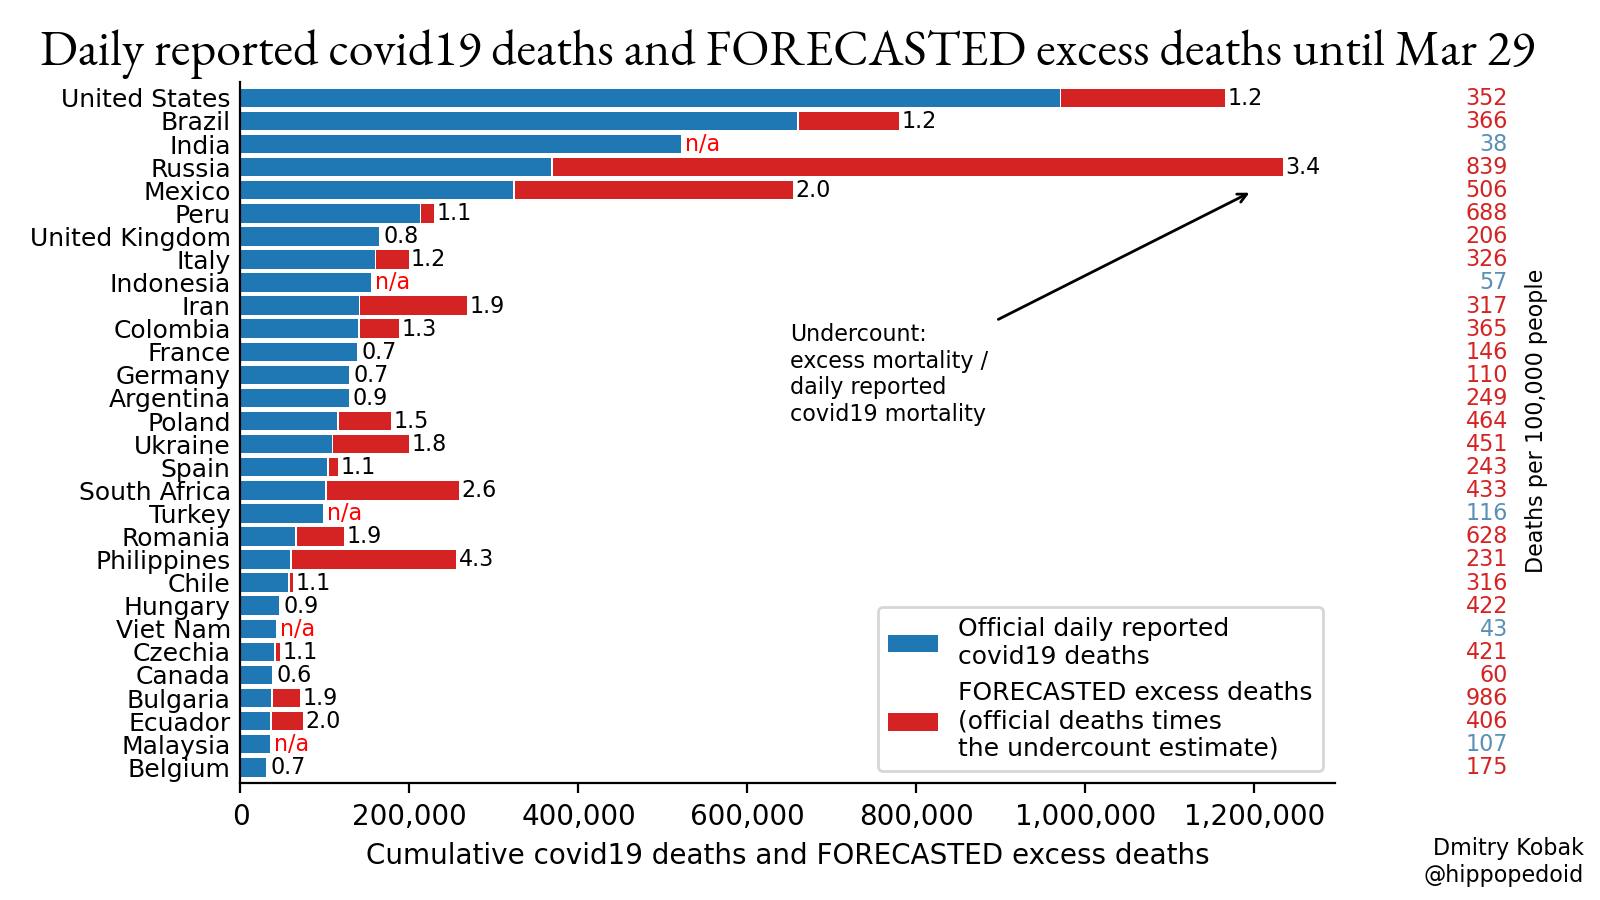 Daily reported covid19 deaths and FORECASTED excess deaths until Mar 29
United States 1.2 352
Brazil 1.2 366
India n/a 38
Russia 3.4 839
Mexico 2.0 506
Peru 1.1 688
United Kingdom 0.8 206
Italy 1.2 326
Indonesia n/a 57
Iran 1.9 317
Colombia 1.3 365
France 0.7 146
Germany 0.7 110
Argentina 0.9 249
Poland 1.5 464
Ukraine 1.8 451
Spain 1.1 243
South Africa 2.6 433
Turkey n/a 116
Romania 1.9 628
Philippines 4.3 231
Chile 1.1 316
Hungary 0.9 422
Viet Nam n/a 43
Czechia 1.1 421
Canada 0.6 60
Bulgaria 1.9 986
Ecuador 2.0 406
Malaysia n/a 107
Belgium 0.7 175
Undercount:
excess mortality /
daily reported
covid19 mortality
Deaths per 100,000 people
Official daily reported
covid19 deaths
FORECASTED excess deaths
(official deaths times
the undercount estimate)
0 200,000 400,000 600,000 800,000 1,000,000 1,200,000
Cumulative covid19 deaths and FORECASTED excess deaths
Dmitry Kobak
@hippopedoid